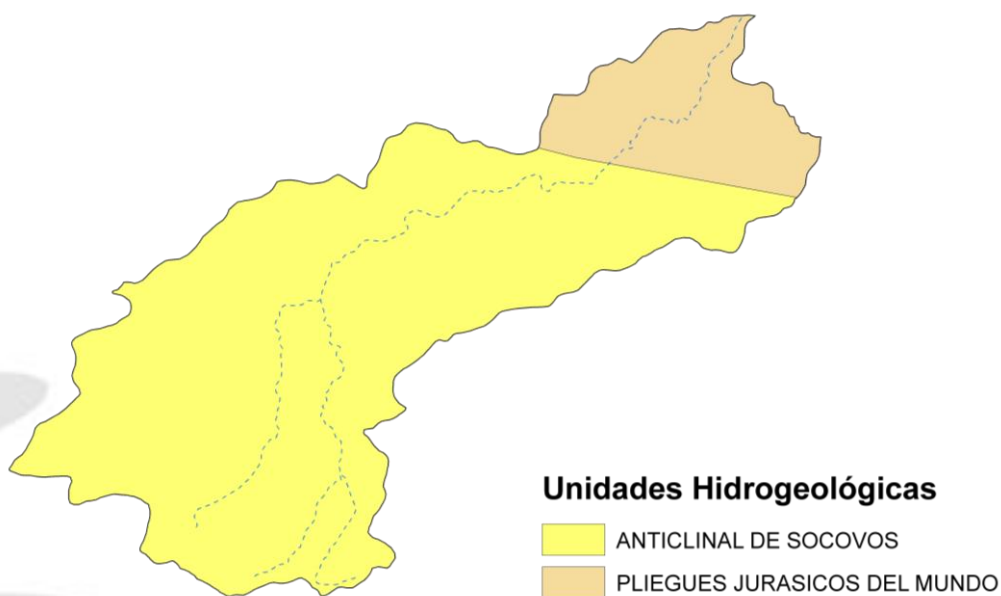 Unidades Hidrogeológicas
ANTICLINAL DE SOCOVOS
PLIEGUES JURASICOS DEL MUNDO